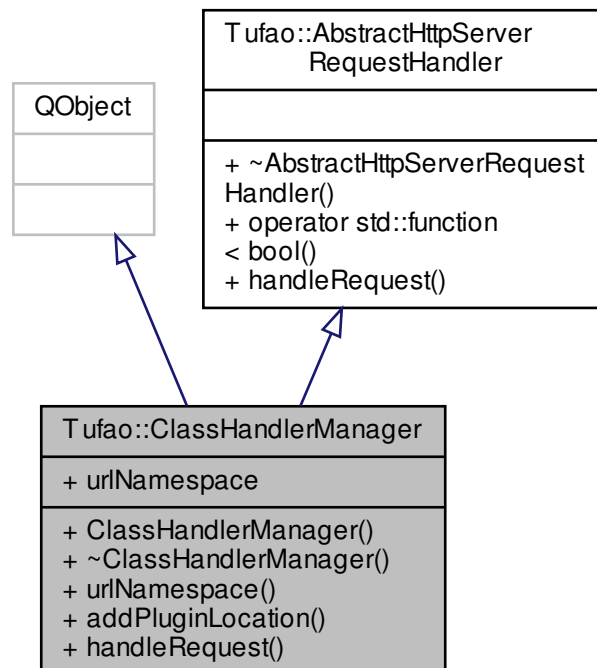 Tufao::AbstractHttpServer
RequestHandler
QObject
+ ~AbstractHttpServerRequest
Handler()
+ operator std::function
< bool()
+ handleRequest()
Tufao::ClassHandlerManager
+ urlNamespace
+ ClassHandlerManager()
+ ~ClassHandlerManager()
+ urlNamespace()
+ addPluginLocation()
+ handleRequest()